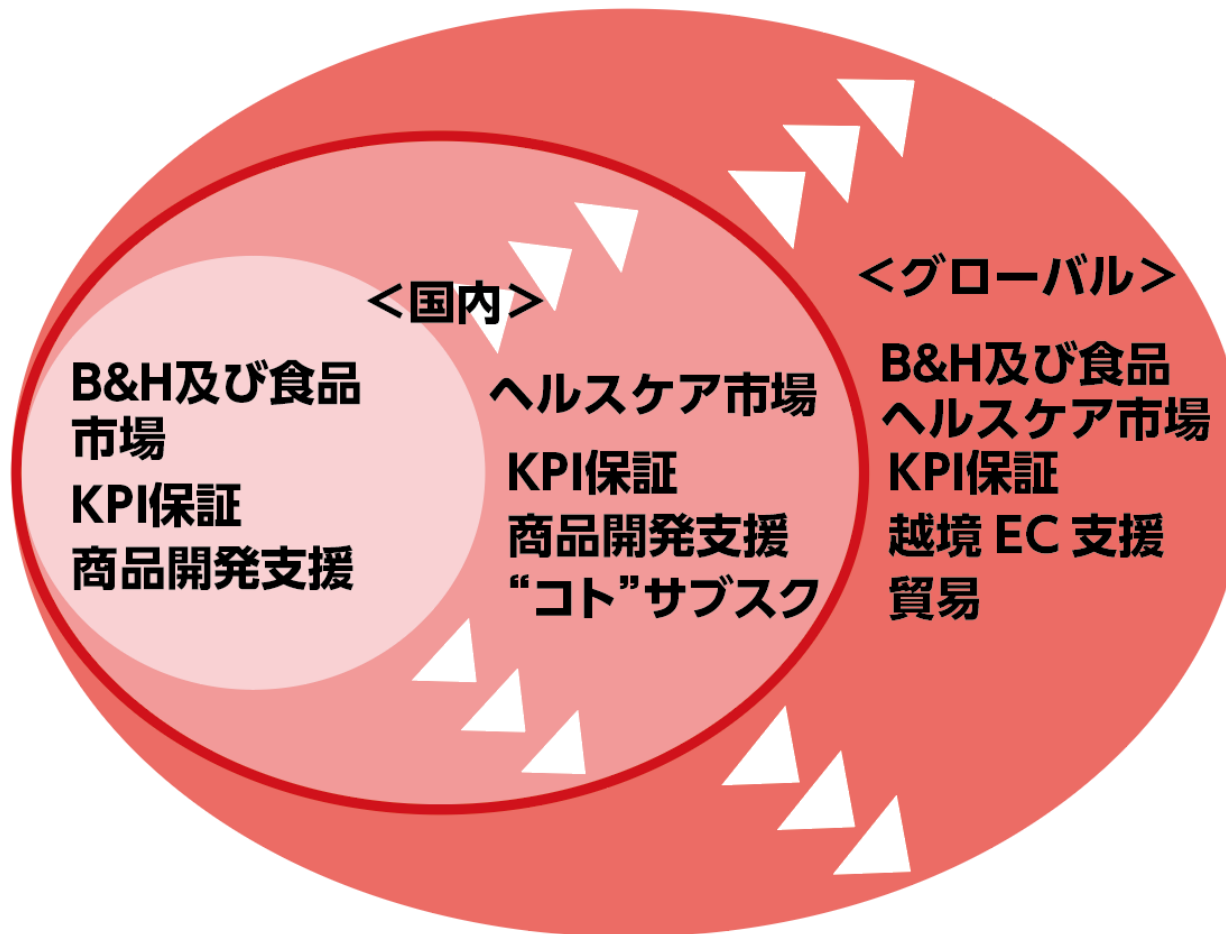 ＜国内＞
B&H及び食品
市場
KPI保証
商品開発支援
ヘルスケア市場
KPI保証
商品開発支援
“コト”サブスク
＜グローバル＞
B&H及び食品
ヘルスケア市場
KPI保証
越境 EC 支援
貿易